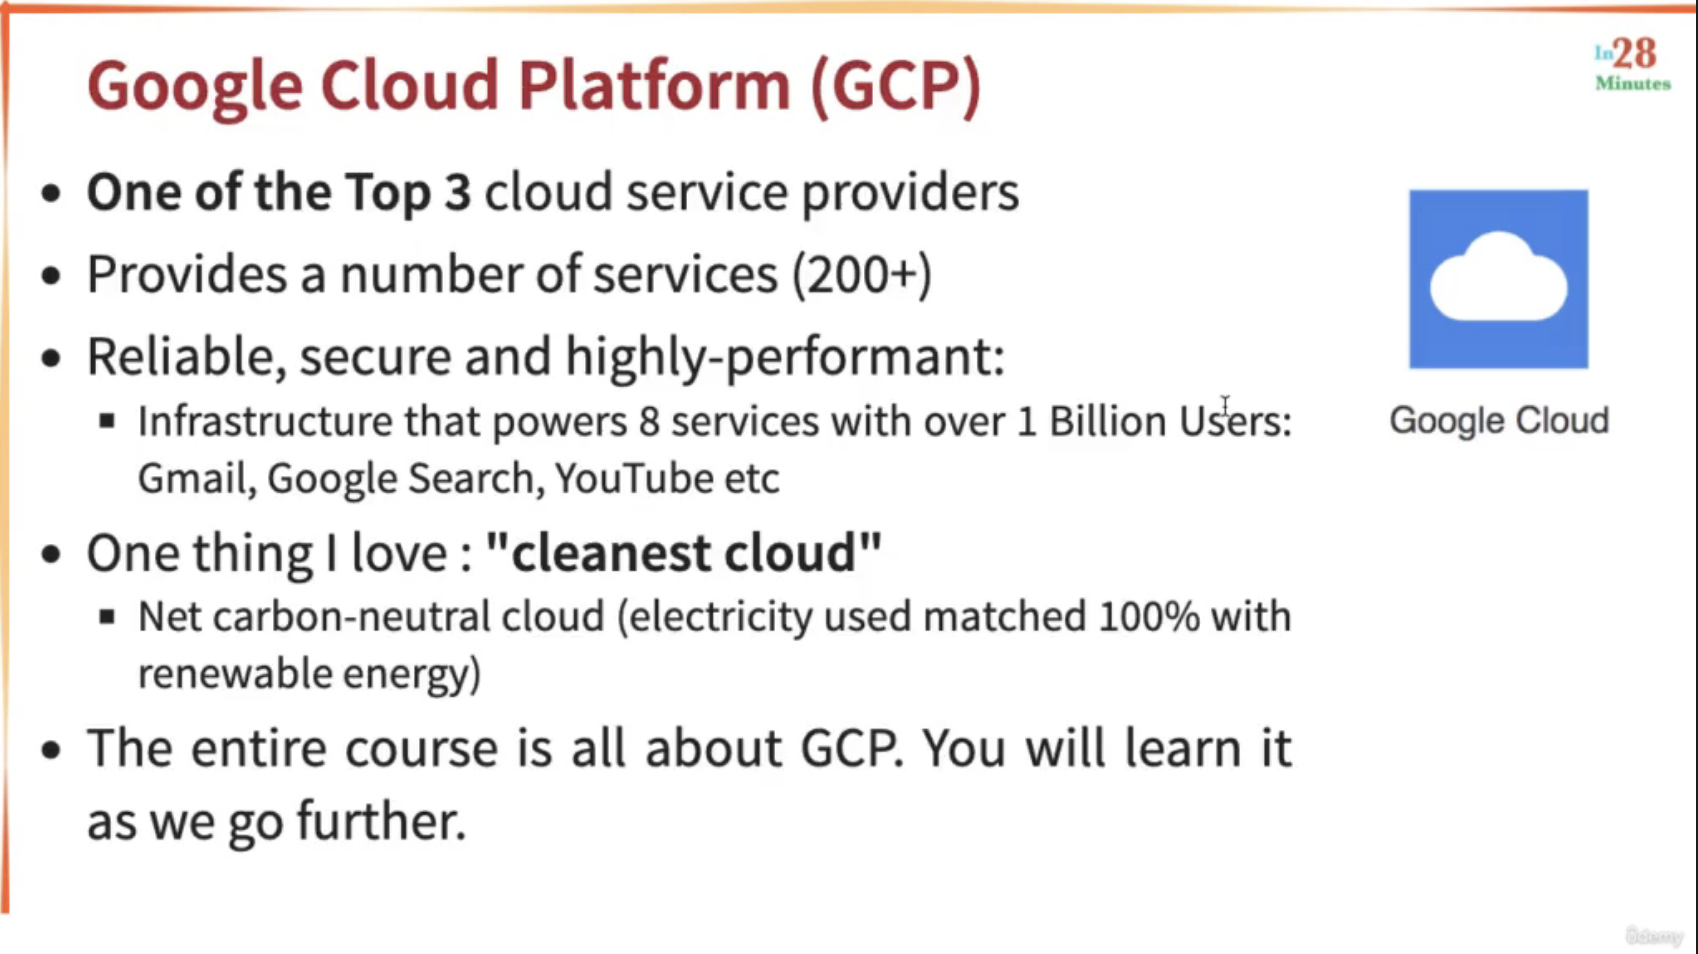 Google Cloud Platform (GCP)
In28
Minutes
• One of the Top 3 cloud service providers
• Provides a number of services (200+)
• Reliable, secure and highly-performant:
▪ Infrastructure that powers 8 services with over 1 Billion Users:
Gmail, Google Search, YouTube etc
Google Cloud
• One thing I love : "cleanest cloud"
▪ Net carbon-neutral cloud (electricity used matched 100% with
renewable energy)
• The entire course is all about GCP. You will learn it
as we go further.
ûdemy